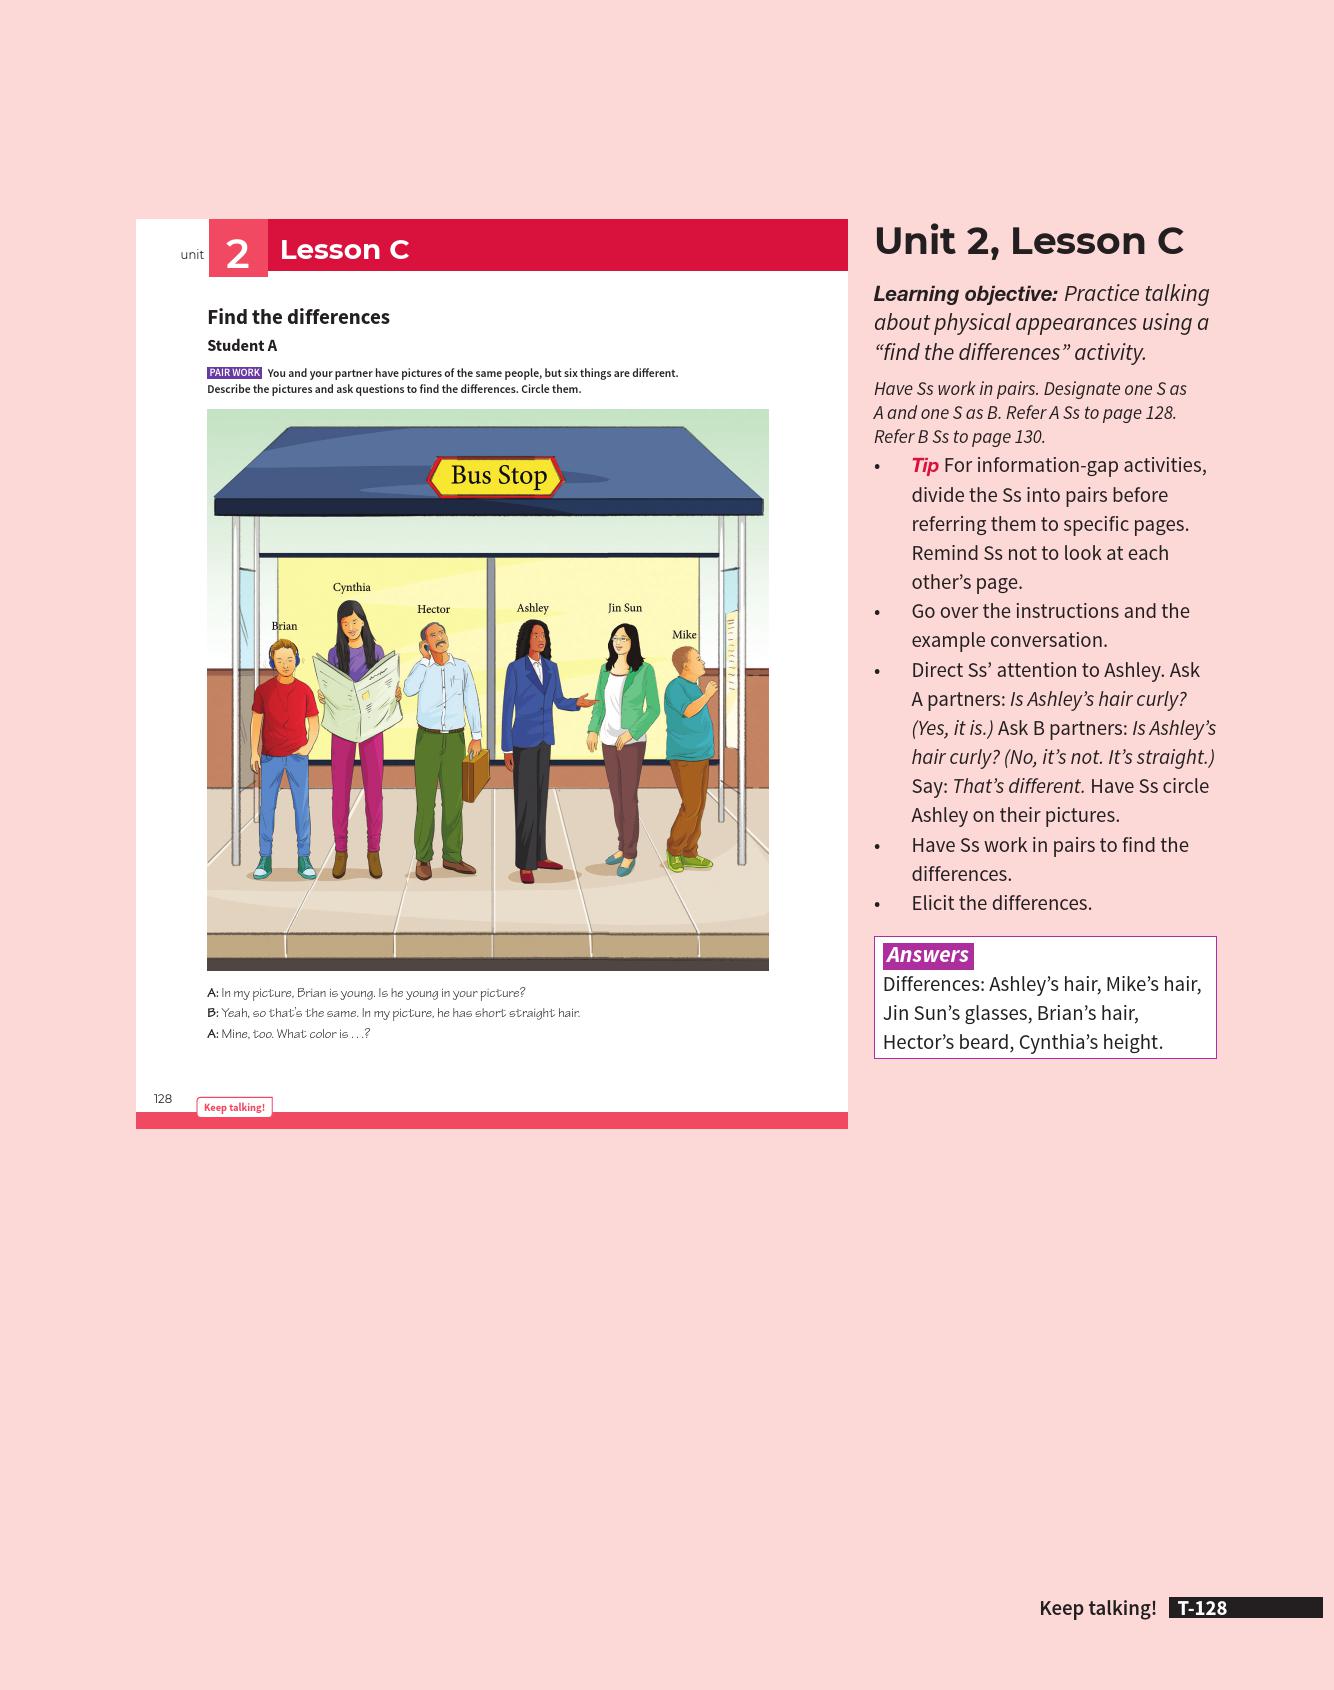 unit 2 Lesson C
Find the differences
Student A
PAIR WORK You and your partner have pictures of the same people, but six things are different.
Describe the pictures and ask questions to find the differences. Circle them.
Bus Stop
Cynthia
Hector
Ashley
Jin Sun
Brian
Mike
A: In my picture, Brian is young. Is he young in your picture?
B: Yeah, so that's the same. In my picture, he has short straight hair.
A: Mine, too. What color is . . .?
128
Keep talking!
Unit 2, Lesson C
Learning objective: Practice talking
about physical appearances using a
“find the differences” activity.
Have Ss work in pairs. Designate one S as
A and one S as B. Refer A Ss to page 128.
Refer B Ss to page 130.
• Tip For information-gap activities,
divide the Ss into pairs before
referring them to specific pages.
Remind Ss not to look at each
other’s page.
• Go over the instructions and the
example conversation.
• Direct Ss’ attention to Ashley. Ask
A partners: Is Ashley’s hair curly?
(Yes, it is.) Ask B partners: Is Ashley’s
hair curly? (No, it’s not. It’s straight.)
Say: That’s different. Have Ss circle
Ashley on their pictures.
• Have Ss work in pairs to find the
differences.
• Elicit the differences.
Answers
Differences: Ashley’s hair, Mike’s hair,
Jin Sun’s glasses, Brian’s hair,
Hector’s beard, Cynthia’s height.
Keep talking! T-128